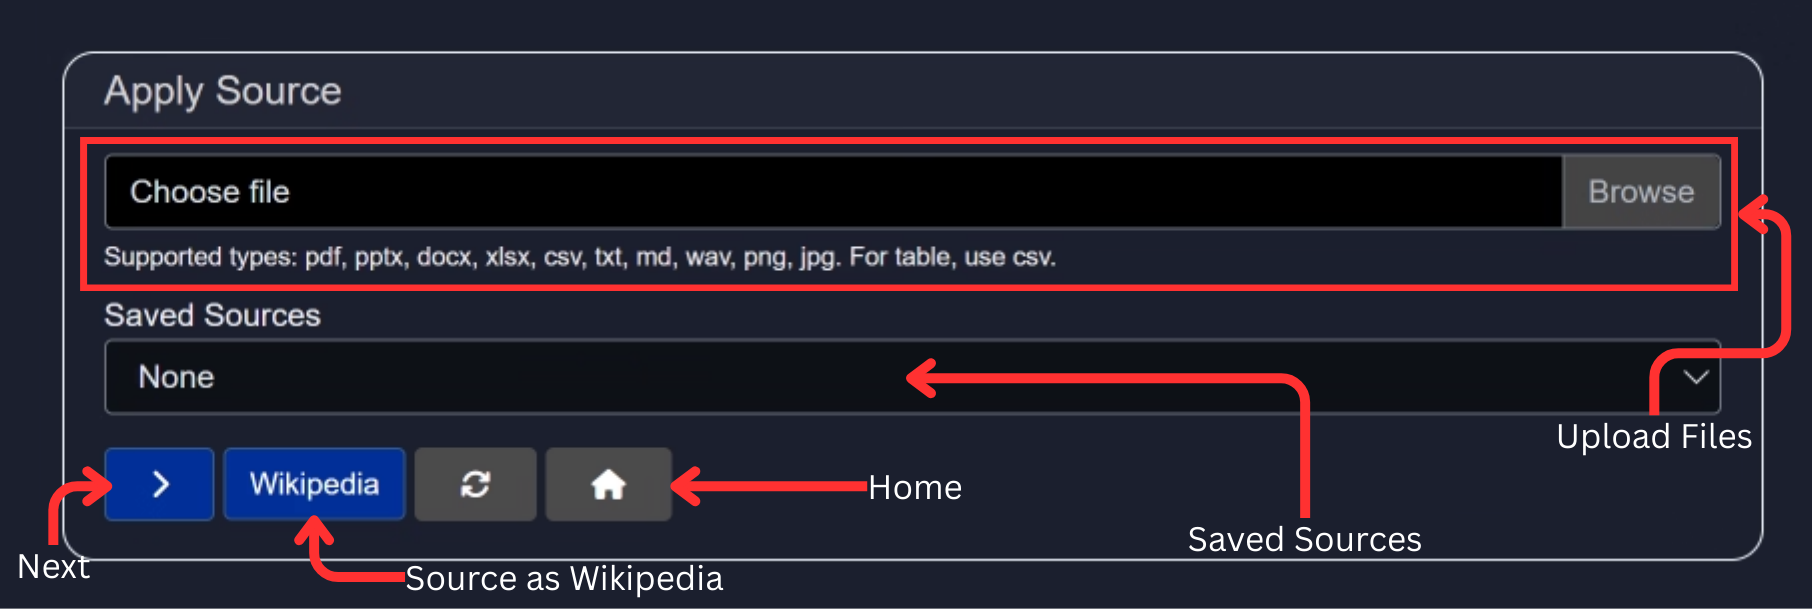 Apply Source
Choose file
Browse
Supported types: pdf, pptx, docx, xlsx, csv, txt, md, wav, png, jpg. For table, use csv.
Saved Sources
None
Upload Files
Wikipedia
Home
Saved Sources
Next
Source as Wikipedia